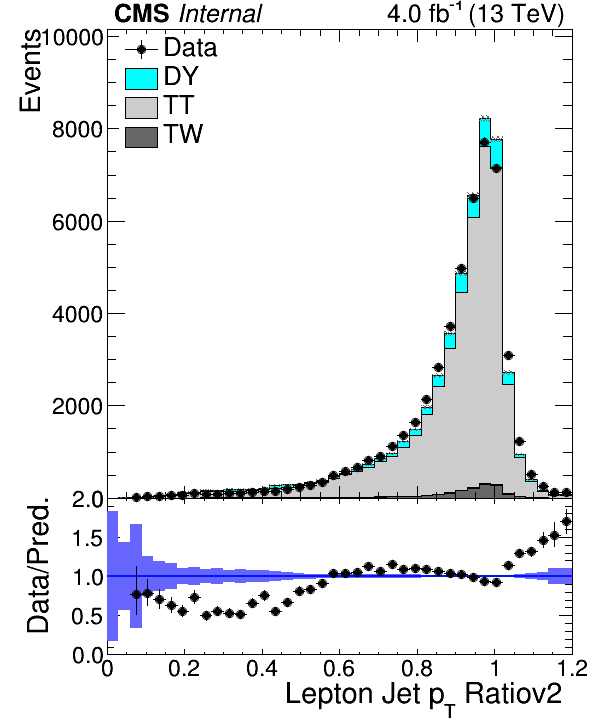 CMS Internal 4.0 fb-1 (13 TeV)
Events
10000
8000
6000
4000
2000
Data
DY
TT
TW
Data/Pred.
2.0
1.5
1.0
0.5
0.0
0 0.2 0.4 0.6 0.8 1 1.2
Lepton Jet pT Ratiov2